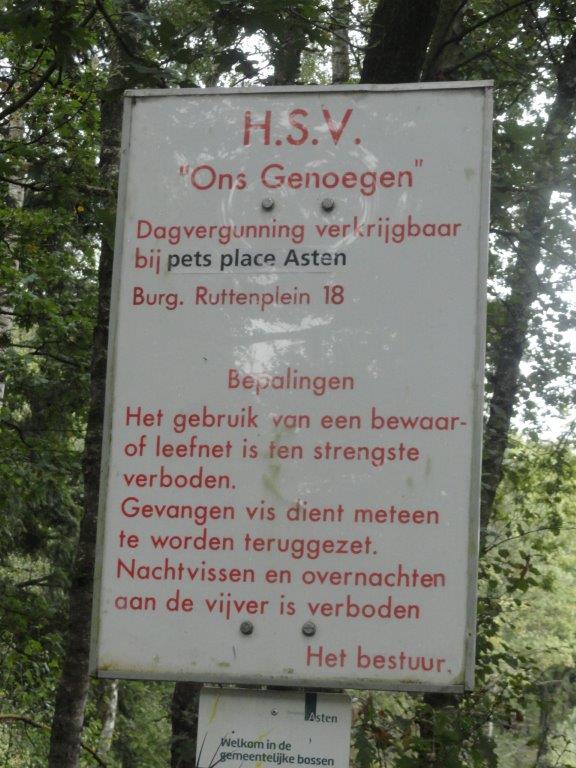 H.S.V.
"Ons Genoegen"
Dagvergunning verkrijgbaar
bij pets place Asten
Burg. Ruttenplein 18
Bepalingen
Het gebruik van een bewaar-
of leefnet is ten strengste
verboden.
Gevangen vis dient meteen
te worden teruggezet.
Nachtvissen en overnachten
aan de vijver is verboden
Het bestuur.
Asten
Welkom in de
gemeentelijke bossen